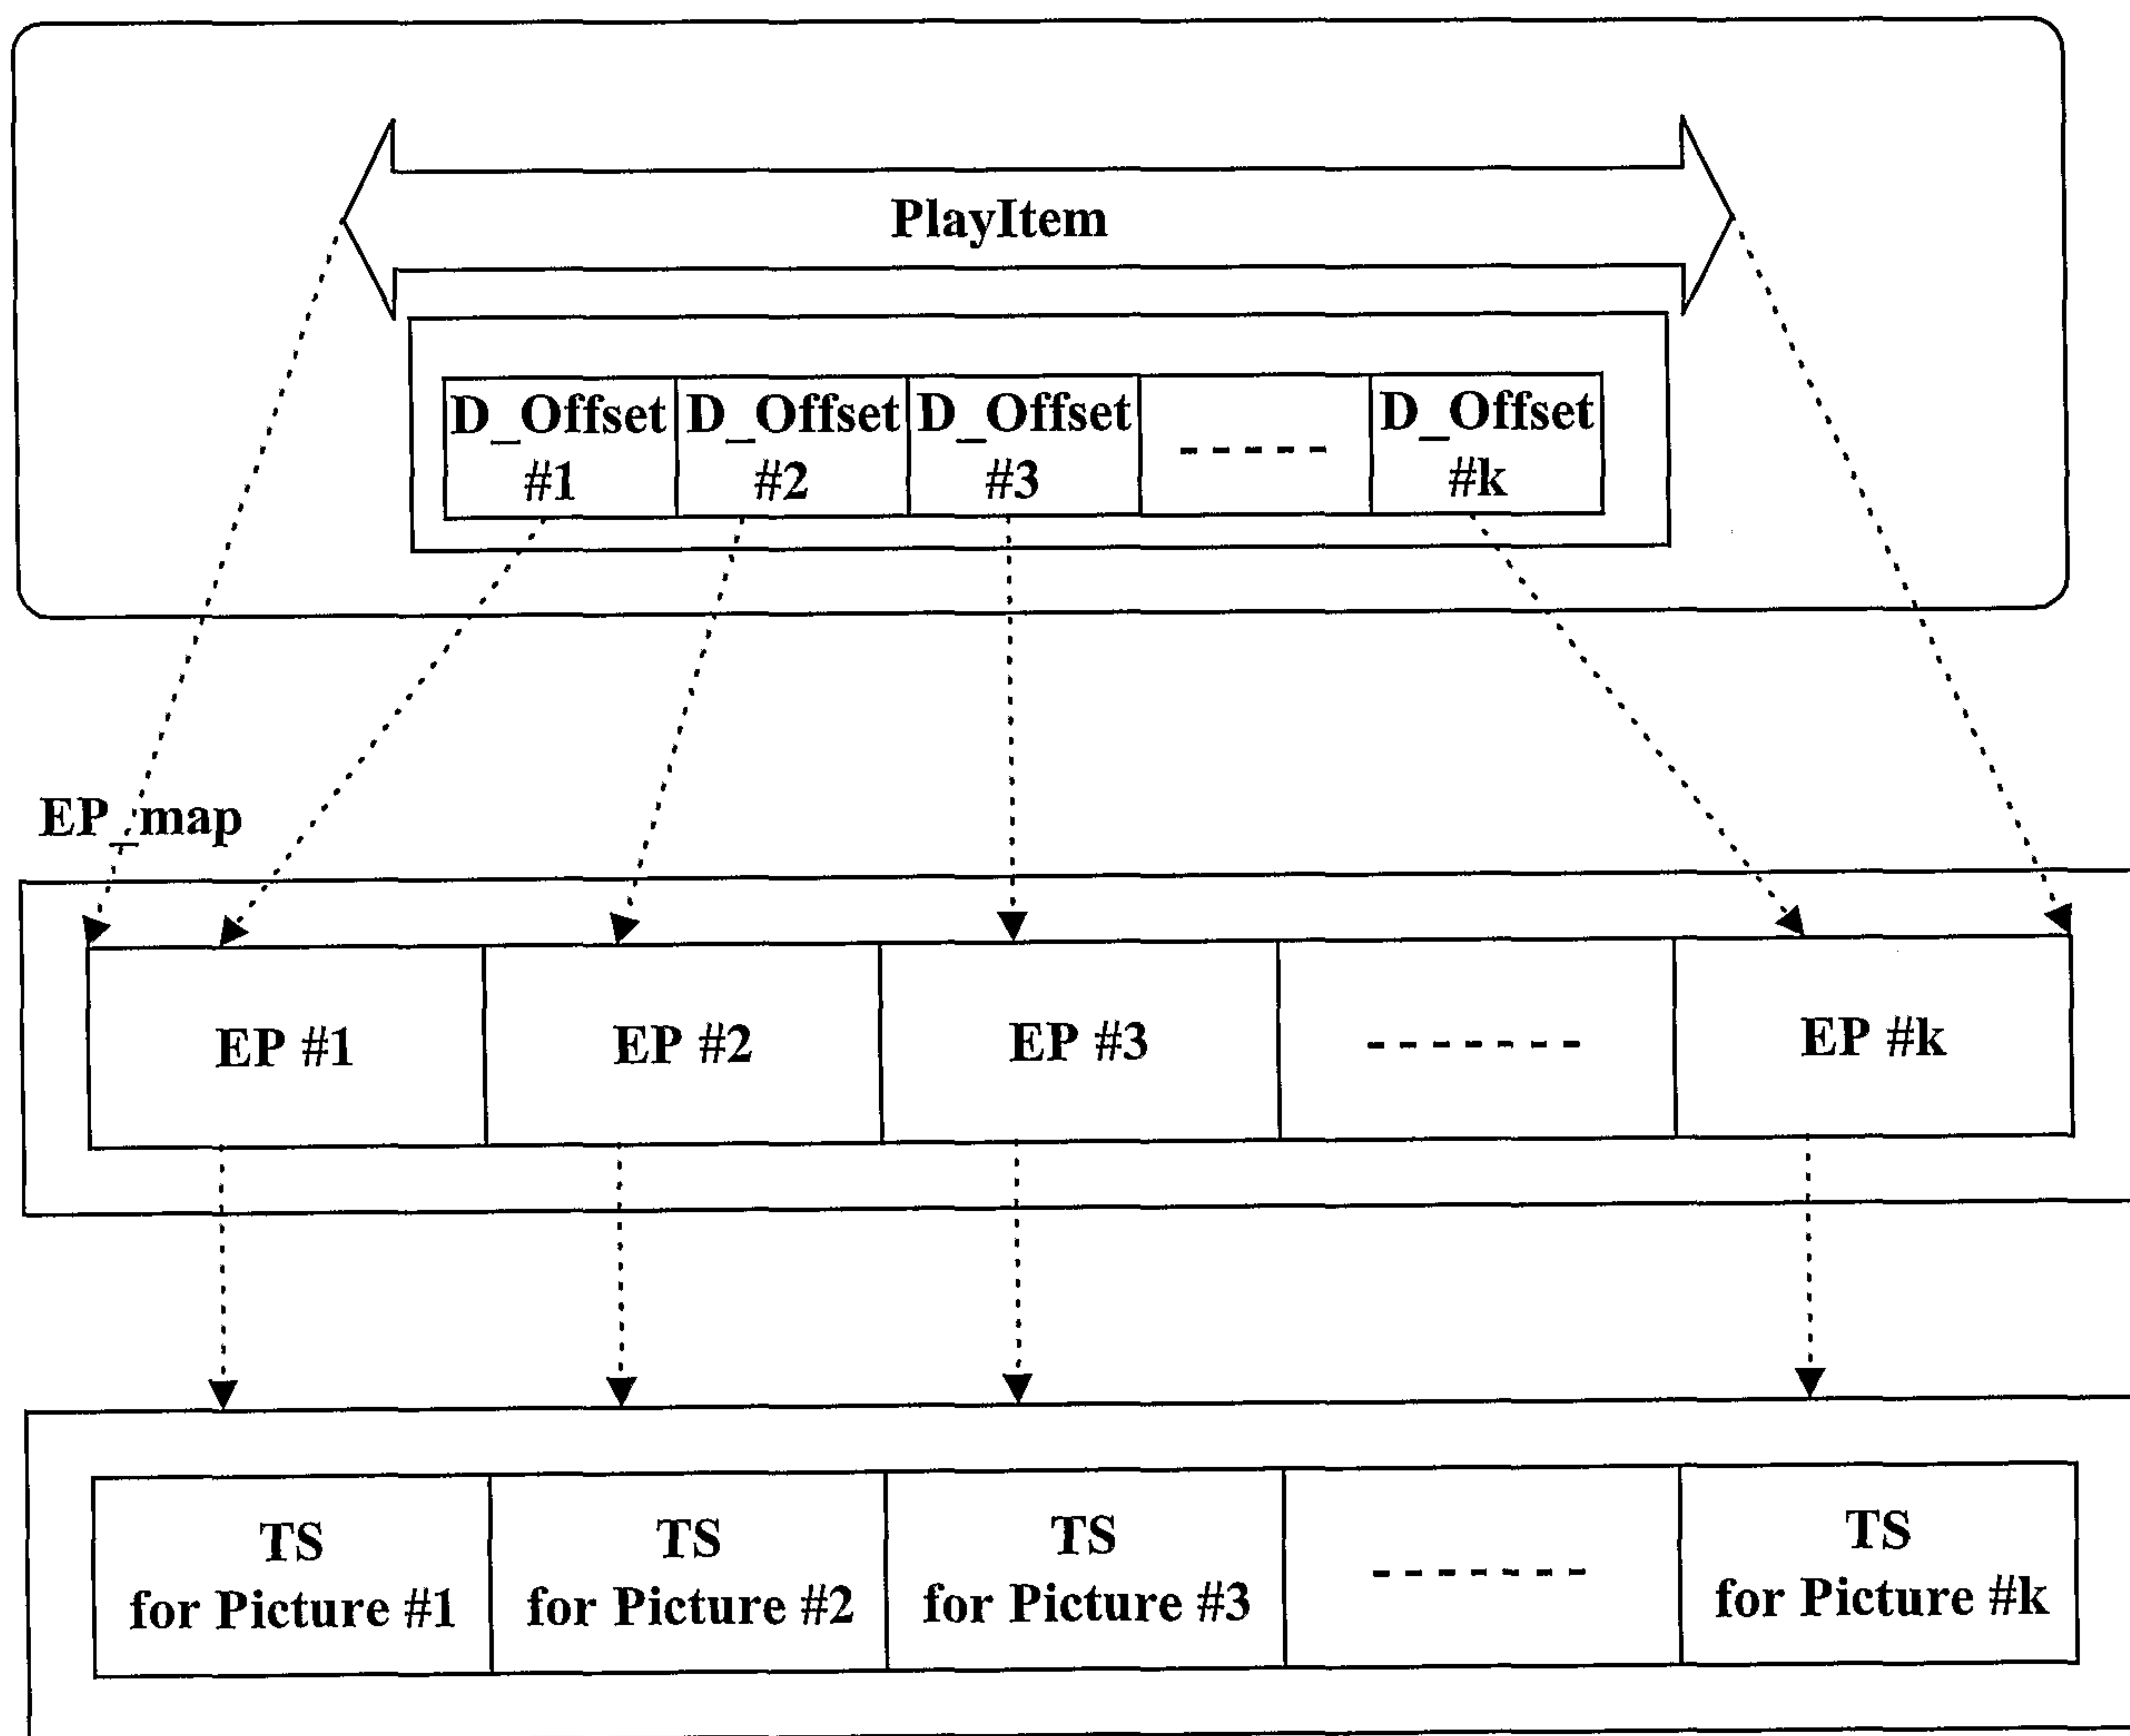 PlayItem
D_Offset D_Offset D_Offset D_Offset
#1 #2 #3 ----- #k
EP_map
EP #1 EP #2 EP #3 ------- EP #k
TS TS TS TS
for Picture #1 for Picture #2 for Picture #3 ------- for Picture #k